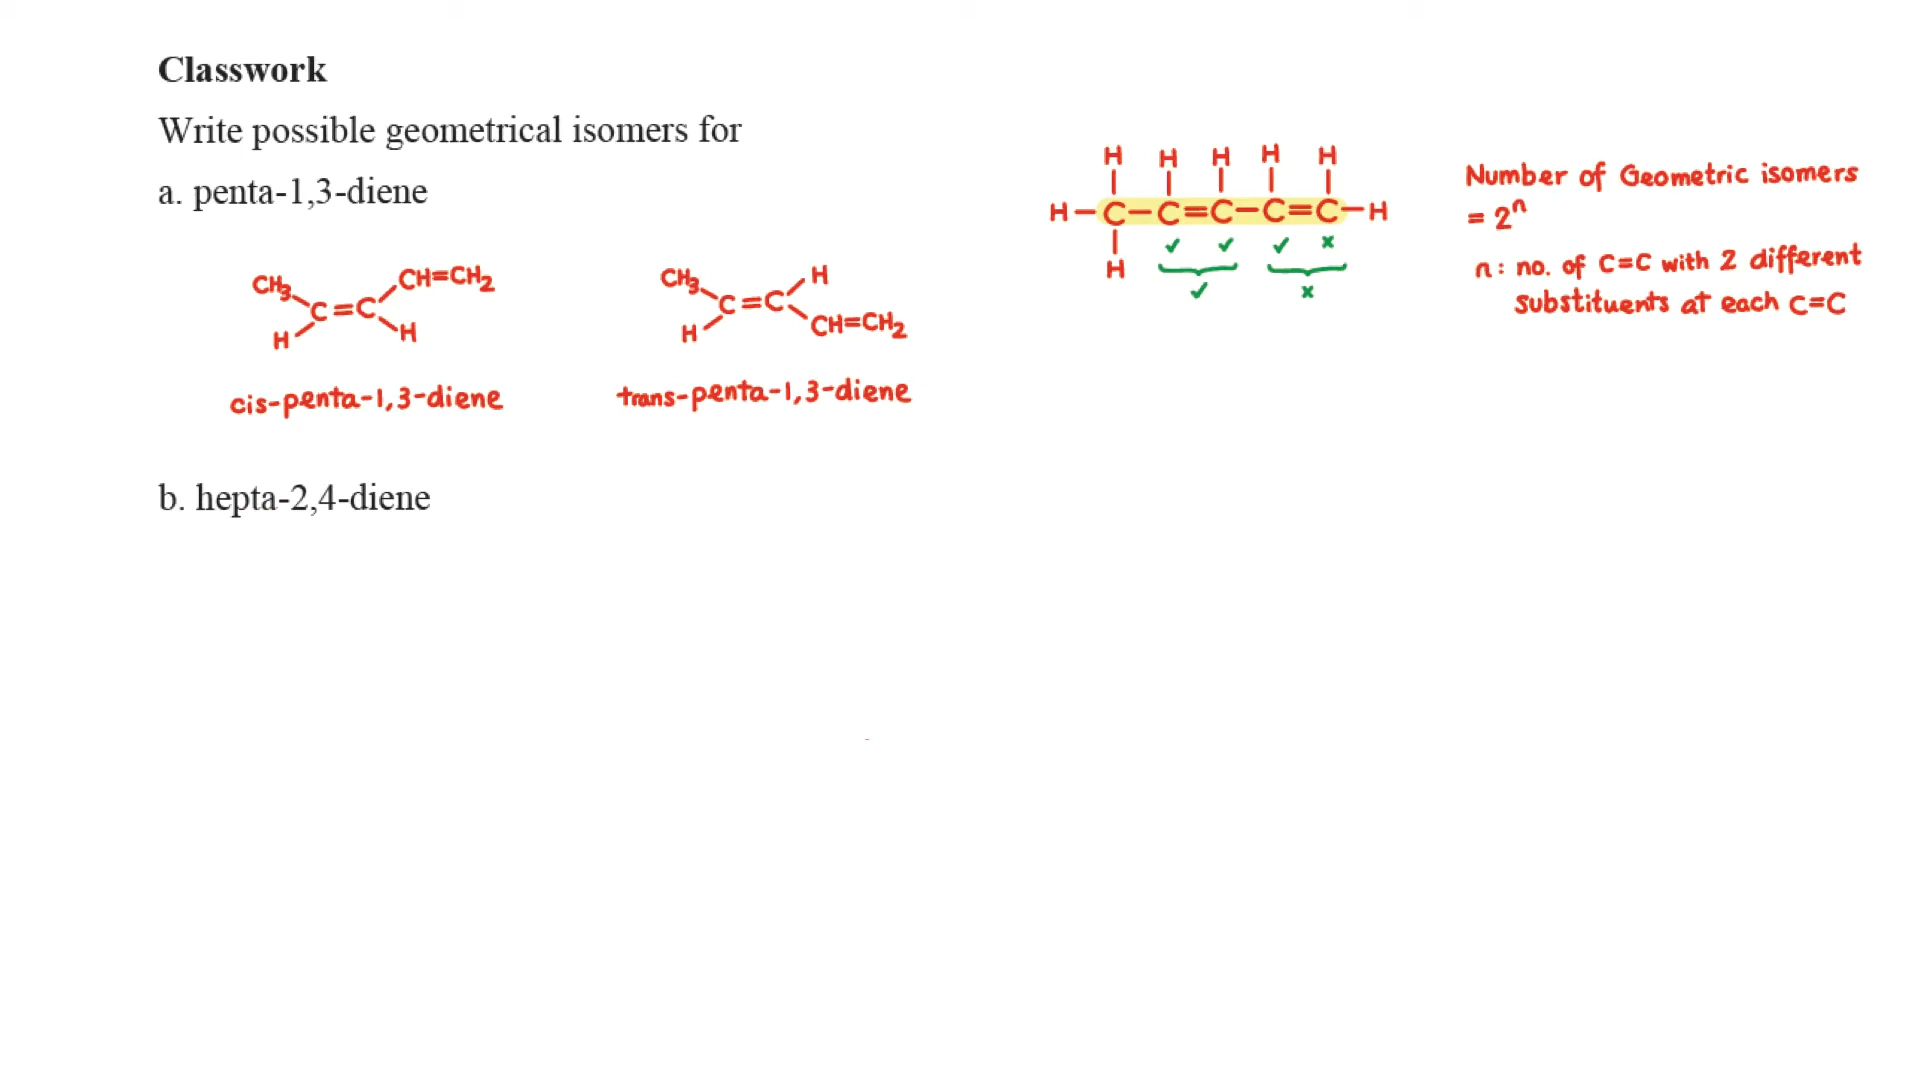 Classwork
Write possible geometrical isomers for
a. penta-1,3-diene
H H H H H
H-C-C=C-C=C-H
✓ ✓ ✓ ×
H
✓ ×
Number of Geometric isomers
= 2ⁿ
n: no. of C=C with 2 different
substituents at each C=C
CH₃ CH=CH₂
C=C
H H
cis-penta-1,3-diene
CH₃ H
C=C
H CH=CH₂
trans-penta-1,3-diene
b. hepta-2,4-diene